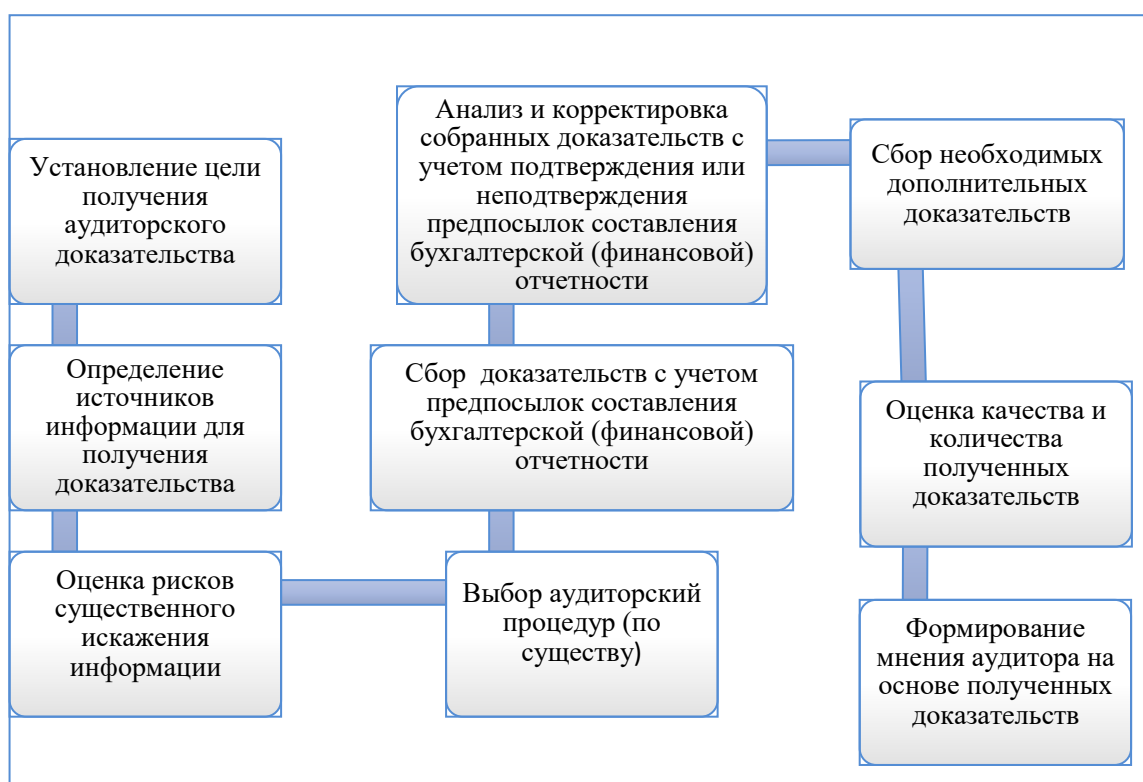 Установление цели
получения
аудиторского
доказательства
Определение
источников
информации для
получения
доказательства
Оценка рисков
существенного
искажения
информации
Выбор аудиторский
процедур (по
существу)
Сбор доказательств с учетом
предпосылок составления
бухгалтерской (финансовой)
отчетности
Анализ и корректировка
собранных доказательств с
учетом подтверждения или
неподтверждения
предпосылок составления
бухгалтерской (финансовой)
отчетности
Сбор необходимых
дополнительных
доказательств
Оценка качества и
количества
полученных
доказательств
Формирование
мнения аудитора на
основе полученных
доказательств